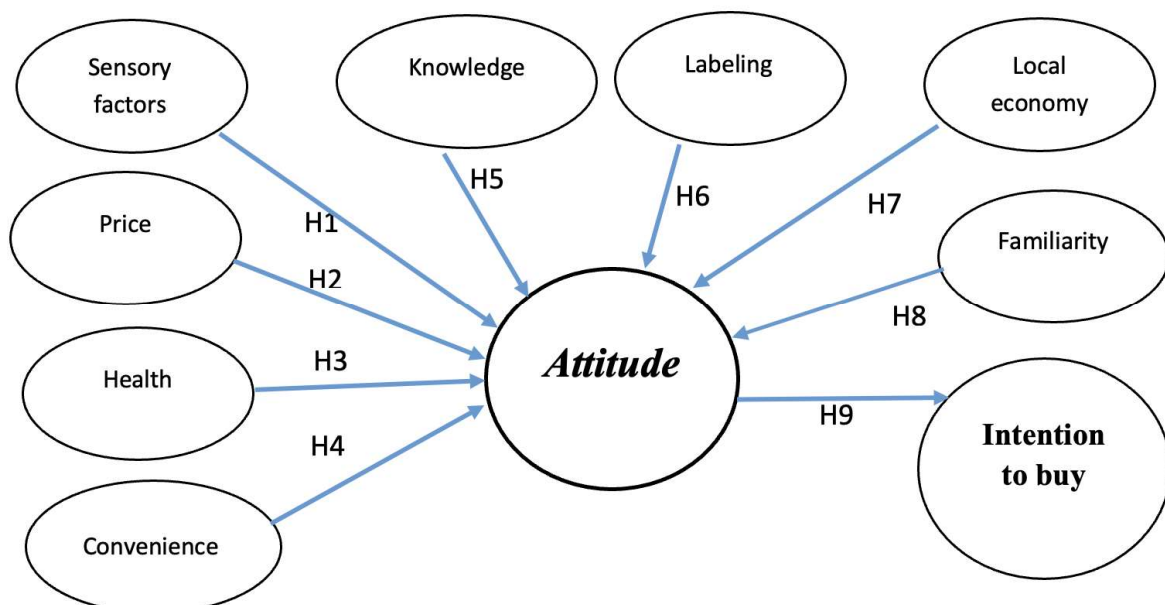 Sensory
factors
Knowledge
Labeling
Local
economy
H5
H6
H7
H1
Price
Familiarity
H2
H8
Health
H3
Attitude
H9
H4
Intention
to buy
Convenience